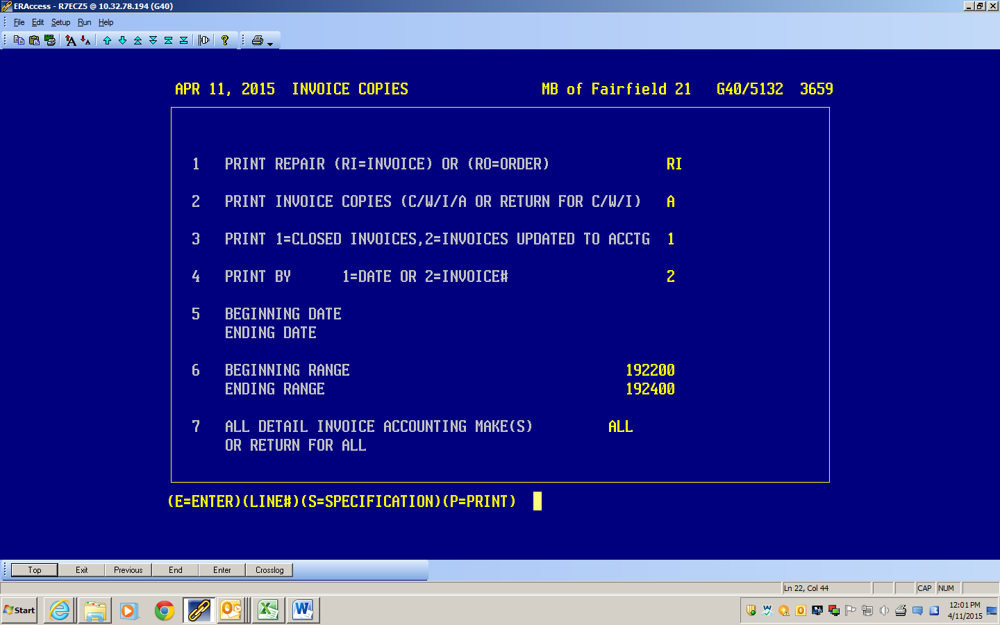 ERAccess - R7ECZ5 @ 10.32.78.194 (G40)
File Edit Setup Run Help
APR 11, 2015 INVOICE COPIES MB of Fairfield 21 G40/5132 3659
1 PRINT REPAIR (RI=INVOICE) OR (RO=ORDER) RI
2 PRINT INVOICE COPIES (C/W/I/A OR RETURN FOR C/W/I) A
3 PRINT 1=CLOSED INVOICES,2=INVOICES UPDATED TO ACCTG 1
4 PRINT BY 1=DATE OR 2=INVOICE# 2
5 BEGINNING DATE
ENDING DATE
6 BEGINNING RANGE 192200
ENDING RANGE 192400
7 ALL DETAIL INVOICE ACCOUNTING MAKE(S) ALL
OR RETURN FOR ALL
(E=ENTER)(LINE#)(S=SPECIFICATION)(P=PRINT)
Top Exit Previous End Enter Crosslog
Ln 22, Col 44 CAP NUM
Start 12:01 PM
4/11/2015